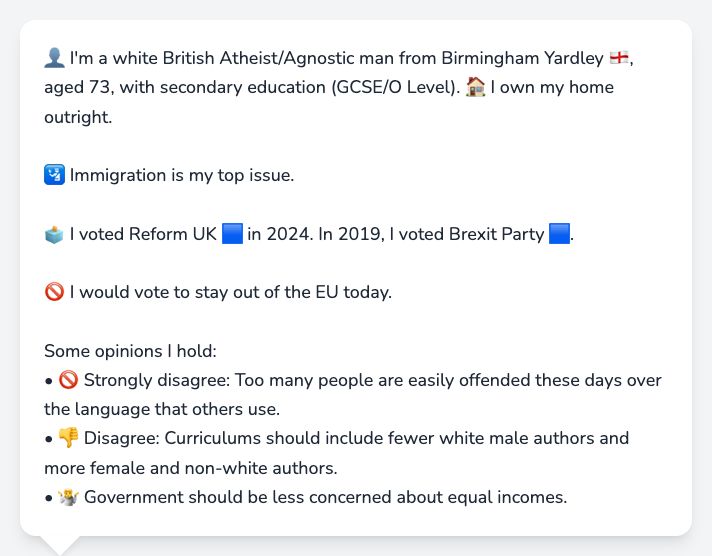 👤 I'm a white British Atheist/Agnostic man from Birmingham Yardley 🏴󠁧󠁢󠁥󠁮󠁧󠁿,
aged 73, with secondary education (GCSE/O Level). 🏠 I own my home
outright.
🛂 Immigration is my top issue.
🗳️ I voted Reform UK 🟦 in 2024. In 2019, I voted Brexit Party 🟦.
🚫 I would vote to stay out of the EU today.
Some opinions I hold:
• 🚫 Strongly disagree: Too many people are easily offended these days over
the language that others use.
• 👎 Disagree: Curriculums should include fewer white male authors and
more female and non-white authors.
• 🤷 Government should be less concerned about equal incomes.